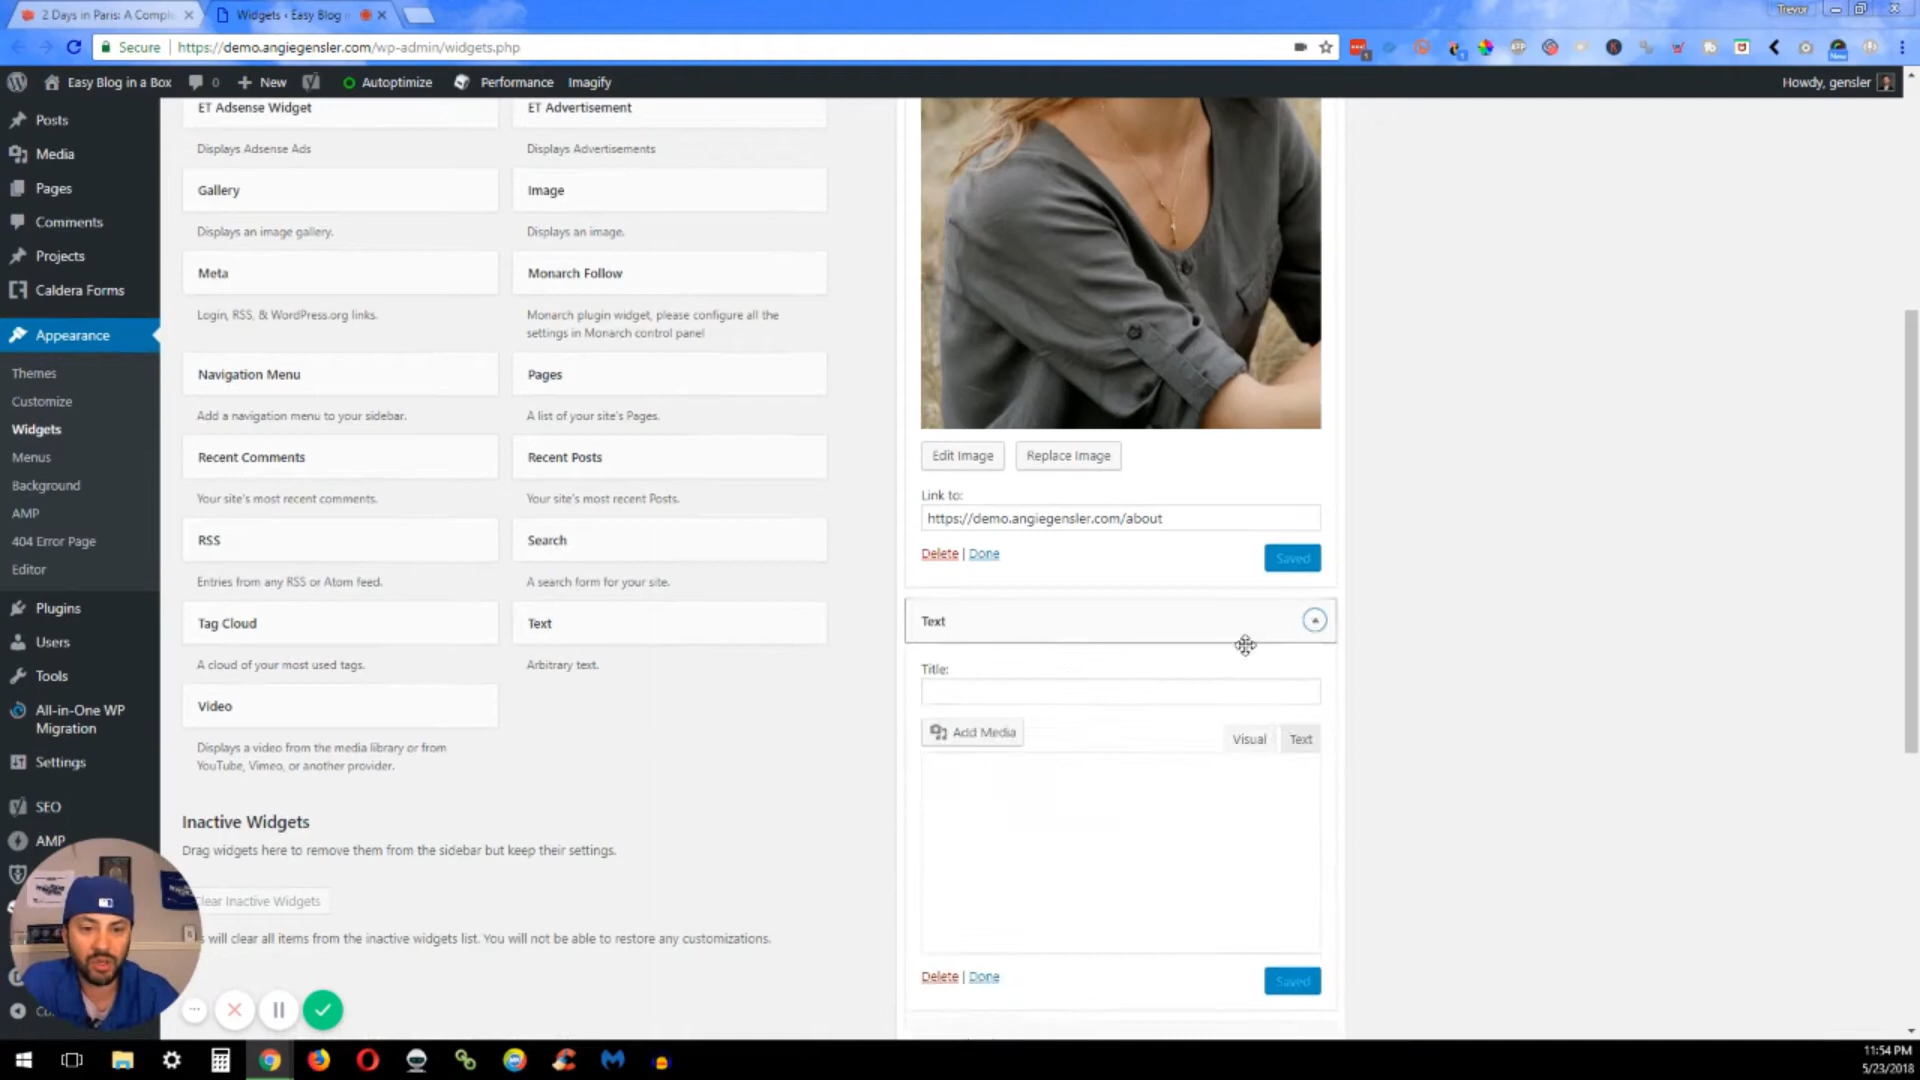 2 Days in Paris: A Compl
Widgets ‹ Easy Blog i
Trevor
Secure
https://demo.angiegensler.com/wp-admin/widgets.php
Easy Blog in a Box
0
New
Autoptimize
Performance
Imagify
Howdy, gensler
Posts
Media
Pages
Comments
Projects
Caldera Forms
Appearance
Themes
Customize
Widgets
Menus
Background
AMP
404 Error Page
Editor
Plugins
Users
Tools
All-in-One WP
Migration
Settings
SEO
AMP
ET Adsense Widget
Displays Adsense Ads
ET Advertisement
Displays Advertisements
Gallery
Displays an image gallery.
Image
Displays an image.
Meta
Login, RSS, & WordPress.org links.
Monarch Follow
Monarch plugin widget, please configure all the
settings in Monarch control panel
Navigation Menu
Add a navigation menu to your sidebar.
Pages
A list of your site's Pages.
Recent Comments
Your site's most recent comments.
Recent Posts
Your site's most recent Posts.
RSS
Entries from any RSS or Atom feed.
Search
A search form for your site.
Tag Cloud
A cloud of your most used tags.
Text
Arbitrary text.
Video
Displays a video from the media library or from
YouTube, Vimeo, or another provider.
Inactive Widgets
Drag widgets here to remove them from the sidebar but keep their settings.
Clear Inactive Widgets
s will clear all items from the inactive widgets list. You will not be able to restore any customizations.
Edit Image
Replace Image
Link to:
https://demo.angiegensler.com/about
Delete | Done
Saved
Text
Title:
Add Media
Visual
Text
Delete | Done
Saved
11:54 PM
5/23/2018